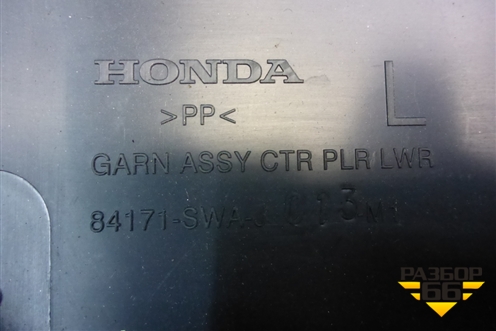 HONDA
>PP<
L
GARN ASSY CTR PLR LWR
84171-SWA-
РАЗБОР
66